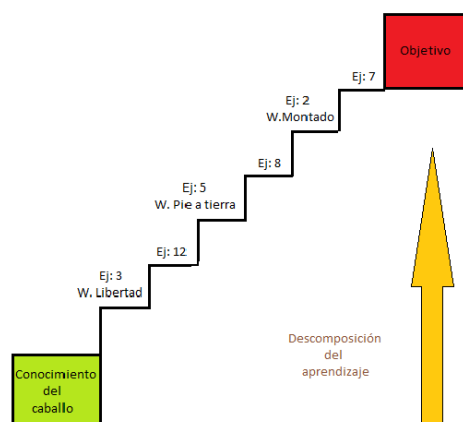 Objetivo
Ej: 7
Ej: 2
W.Montado
Ej: 8
Ej: 5
W. Pie a tierra
Ej: 12
Ej: 3
W. Libertad
Descomposición
del
aprendizaje
Conocimiento
del
caballo